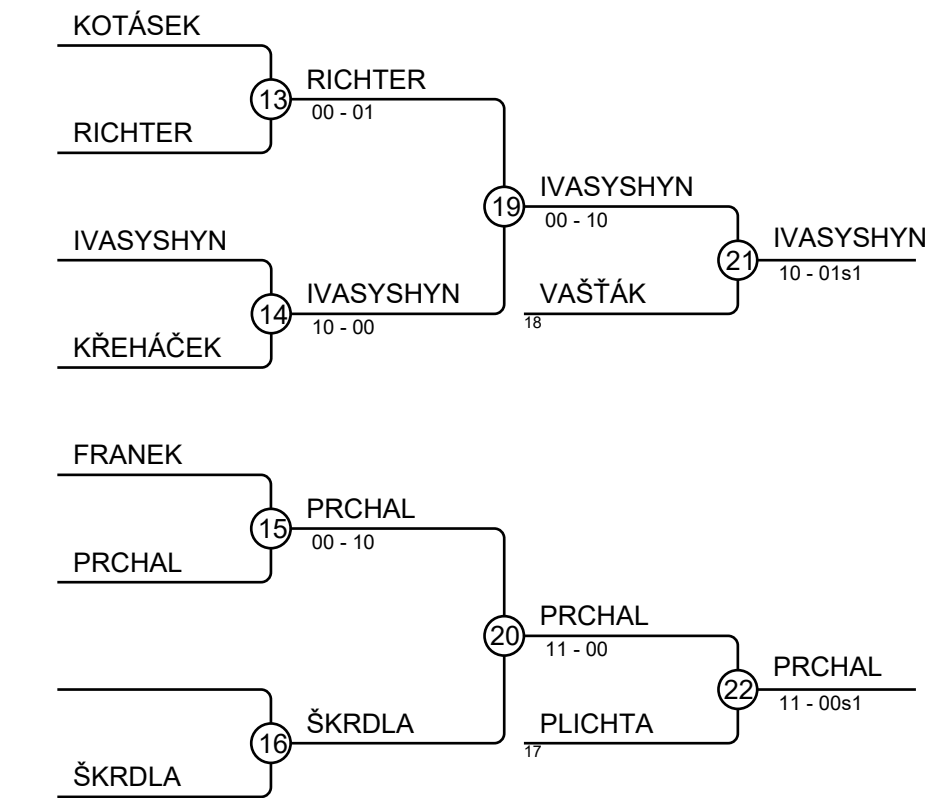 KOTÁSEK
13
RICHTER
00 - 01
RICHTER
19
IVASYSHYN
00 - 10
IVASYSHYN
14
IVASYSHYN
10 - 00
KŘEHÁČEK
VAŠŤÁK
18
21
IVASYSHYN
10 - 01s1
FRANEK
15
PRCHAL
00 - 10
PRCHAL
20
PRCHAL
11 - 00
16
ŠKRDLA
ŠKRDLA
PLICHTA
17
22
PRCHAL
11 - 00s1